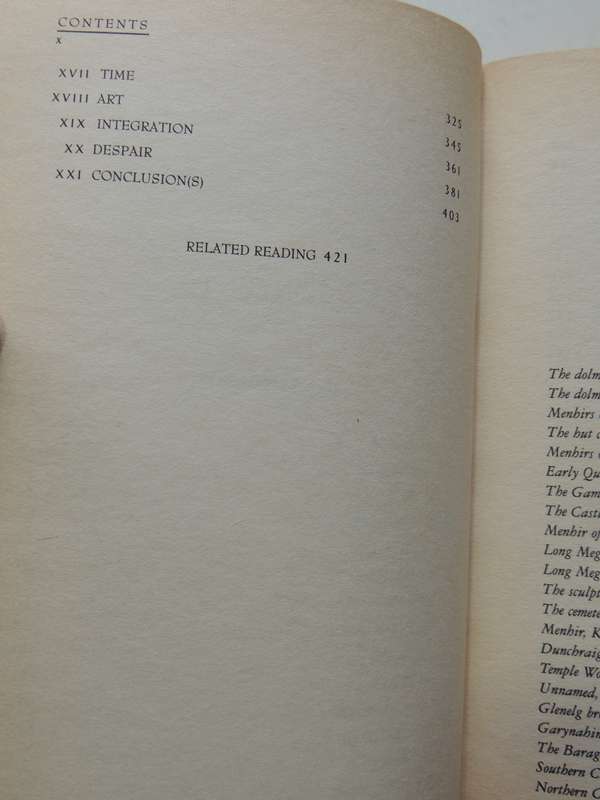 CONTENTS
x
XVII TIME 325
XVIII ART 345
XIX INTEGRATION 361
XX DESPAIR 381
XXI CONCLUSION(S) 403
RELATED READING 421
The dolm
The dolm
Menhirs
The hut
Menhirs
Early Qu
The Gam
The Cast
Menhir of
Long Meg
Long Meg
The sculpt
The cemete
Menhir, K
Dunchraig
Temple Wo
Unnamed,
Glenelg br
Garynahin
The Barag
Southern C
Northern C